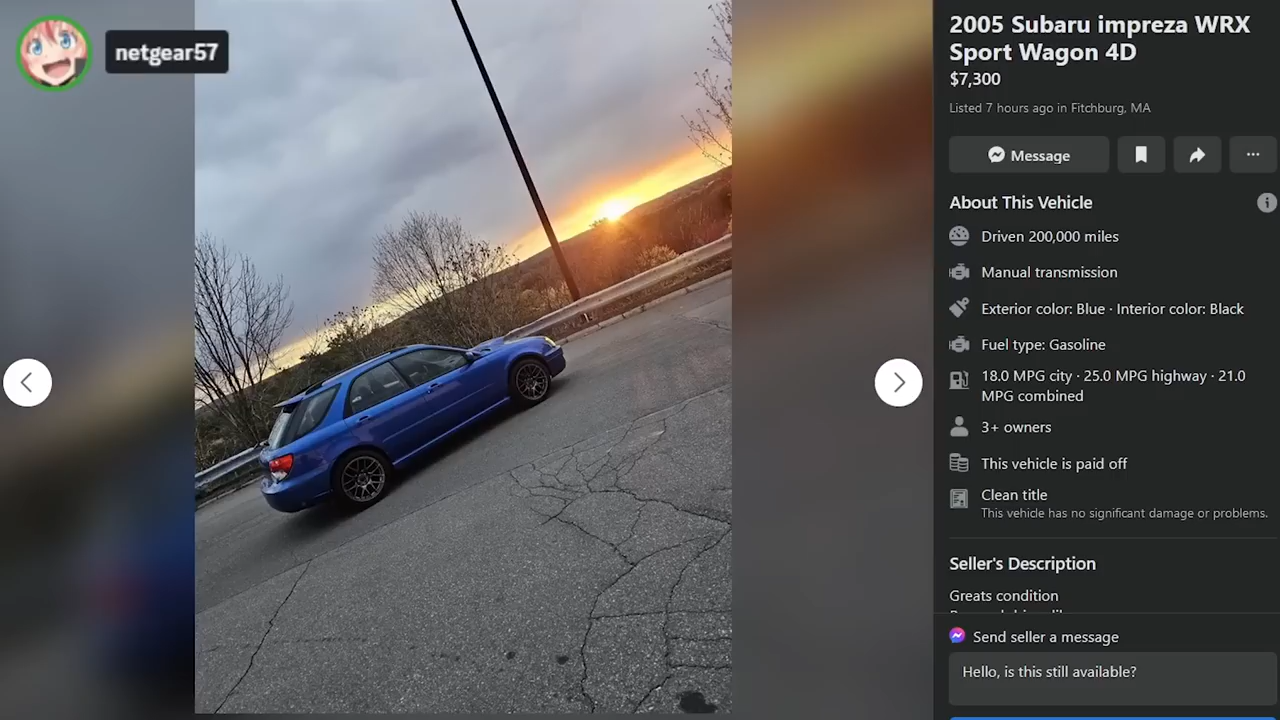 netgear57
2005 Subaru impreza WRX
Sport Wagon 4D
$7,300
Listed 7 hours ago in Fitchburg, MA
Message
About This Vehicle
Driven 200,000 miles
Manual transmission
Exterior color: Blue · Interior color: Black
Fuel type: Gasoline
18.0 MPG city · 25.0 MPG highway · 21.0
MPG combined
3+ owners
This vehicle is paid off
Clean title
This vehicle has no significant damage or problems.
Seller's Description
Greats condition
Send seller a message
Hello, is this still available?